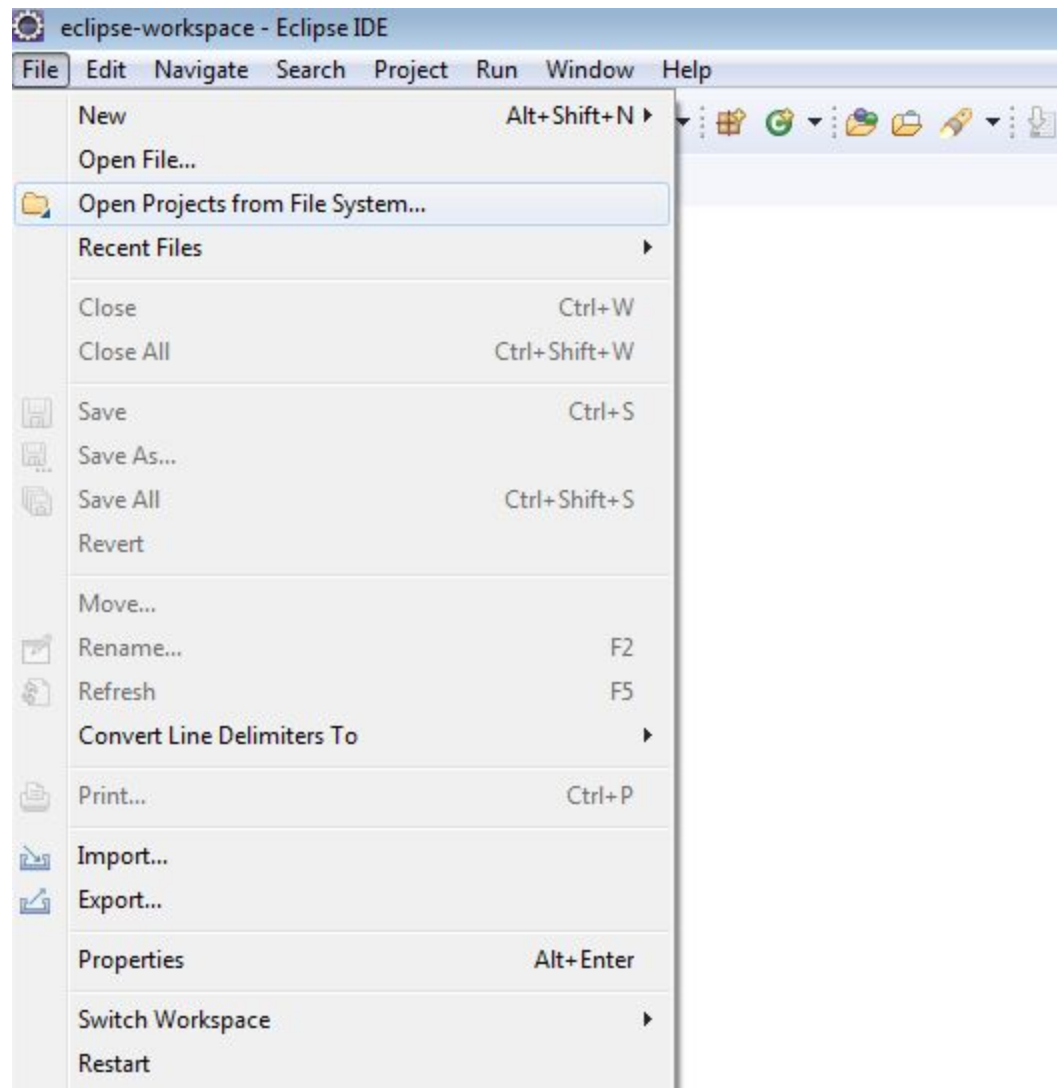 eclipse-workspace - Eclipse IDE
File Edit Navigate Search Project Run Window Help
New Alt+Shift+N
Open File...
Open Projects from File System...
Recent Files
Close Ctrl+W
Close All Ctrl+Shift+W
Save Ctrl+S
Save As...
Save All Ctrl+Shift+S
Revert
Move...
Rename... F2
Refresh F5
Convert Line Delimiters To
Print... Ctrl+P
Import...
Export...
Properties Alt+Enter
Switch Workspace
Restart